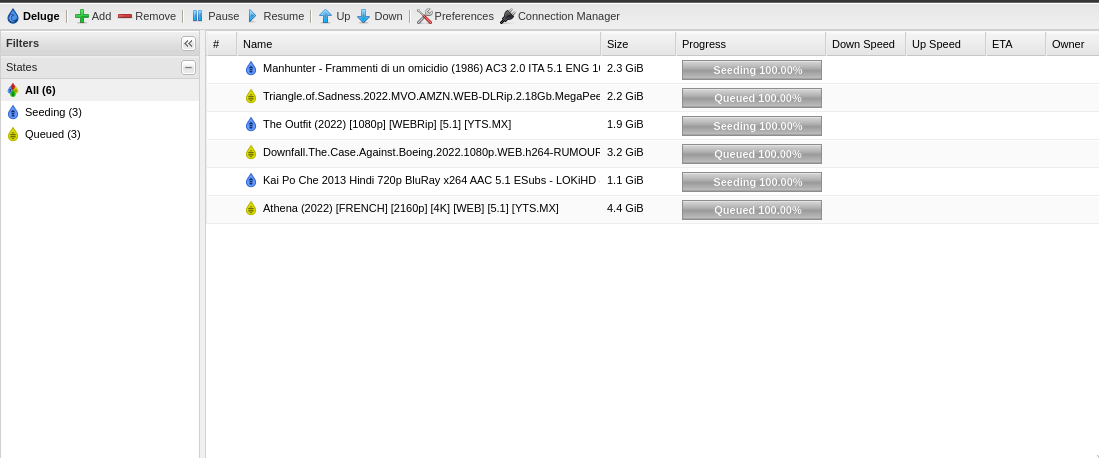 Deluge Add Remove Pause Resume Up Down Preferences Connection Manager
Filters
States
All (6)
Seeding (3)
Queued (3)
# Name Size Progress Down Speed Up Speed ETA Owner
Manhunter - Frammenti di un omicidio (1986) AC3 2.0 ITA 5.1 ENG 2.3 GiB Seeding 100.00%
Triangle.of.Sadness.2022.MVO.AMZN.WEB-DLRip.2.18Gb.MegaPee 2.2 GiB Queued 100.00%
The Outfit (2022) [1080p] [WEBRip] [5.1] [YTS.MX] 1.9 GiB Seeding 100.00%
Downfall.The.Case.Against.Boeing.2022.1080p.WEB.h264-RUMOUR 3.2 GiB Queued 100.00%
Kai Po Che 2013 Hindi 720p BluRay x264 AAC 5.1 ESubs - LOKiHD 1.1 GiB Seeding 100.00%
Athena (2022) [FRENCH] [2160p] [4K] [WEB] [5.1] [YTS.MX] 4.4 GiB Queued 100.00%